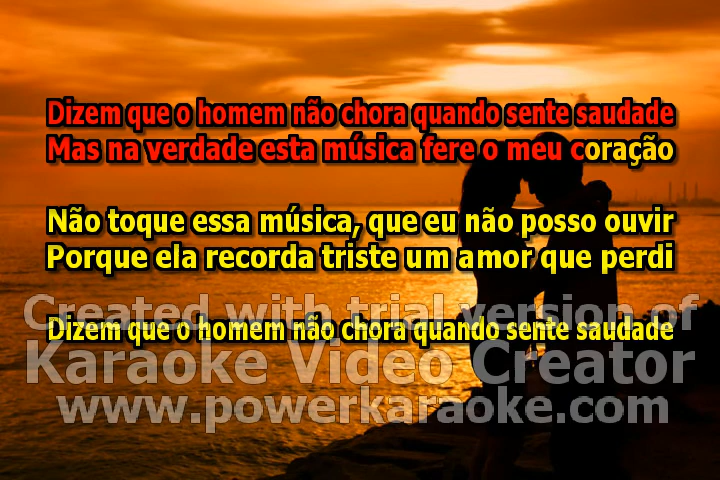 Dizem que o homem não chora quando sente saudade
Mas na verdade esta música fere o meu coração
Não toque essa música, que eu não posso ouvir
Porque ela recorda triste um amor que perdi
Created with trial version of
Dizem que o homem não chora quando sente saudade
Karaoke Video Creator
www.powerkaraoke.com